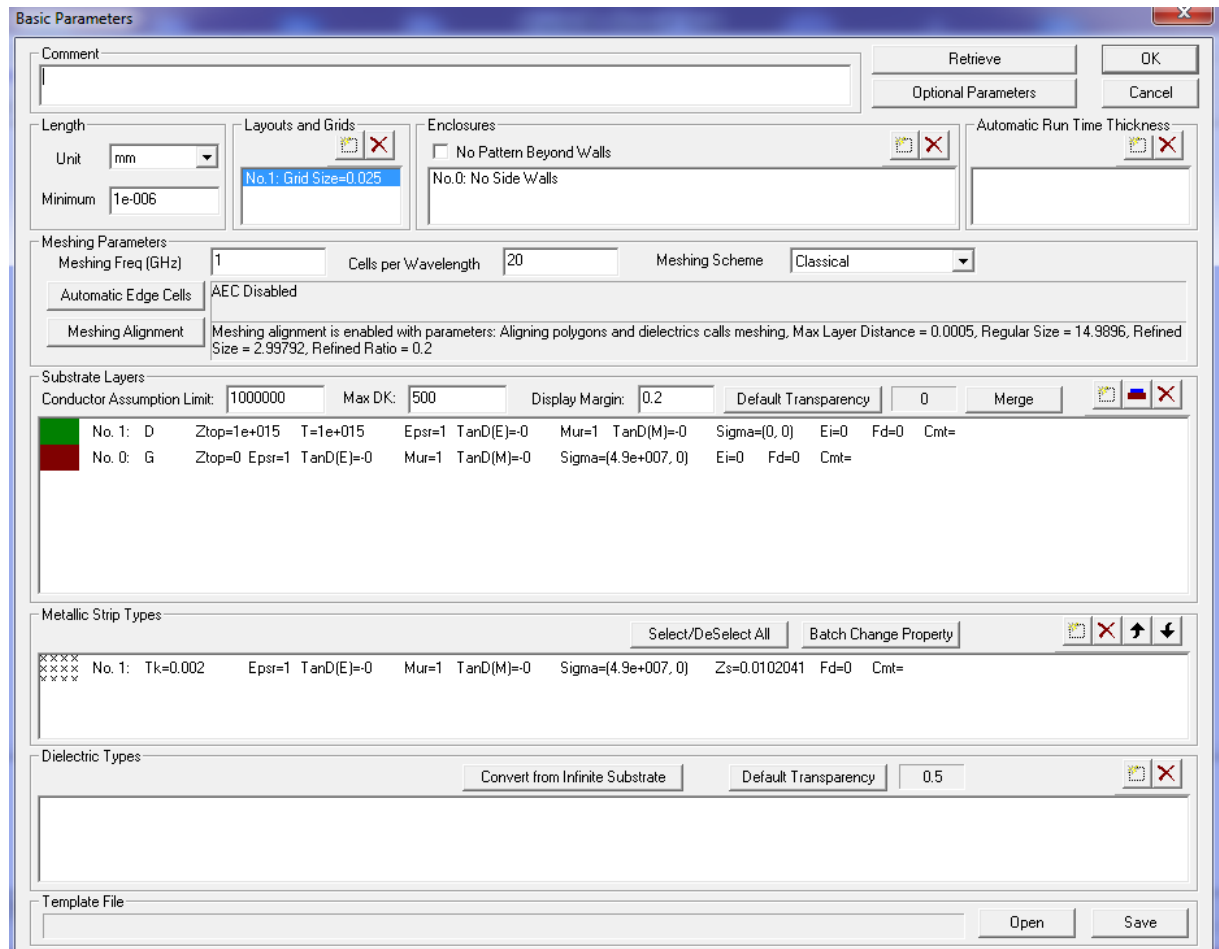 Basic Parameters
Comment
Retrieve
OK
Optional Parameters
Cancel
Length
Layouts and Grids
Enclosures
Automatic Run Time Thickness
Unit mm
No Pattern Beyond Walls
No.1: Grid Size=0.025
No.0: No Side Walls
Minimum 1e-006
Meshing Parameters
Meshing Freq (GHz) 1 Cells per Wavelength 20 Meshing Scheme Classical
Automatic Edge Cells AEC Disabled
Meshing Alignment Meshing alignment is enabled with parameters: Aligning polygons and dielectrics calls meshing, Max Layer Distance = 0.0005, Regular Size = 14.9896, Refined
Size = 2.99792, Refined Ratio = 0.2
Substrate Layers
Conductor Assumption Limit: 1000000 Max DK: 500 Display Margin: 0.2 Default Transparency 0 Merge
No. 1: D Ztop=1e+015 T=1e+015 Epsr=1 TanD(E)=-0 Mur=1 TanD(M)=-0 Sigma=(0, 0) Ei=0 Fd=0 Cmt=
No. 0: G Ztop=0 Epsr=1 TanD(E)=-0 Mur=1 TanD(M)=-0 Sigma=(4.9e+007, 0) Ei=0 Fd=0 Cmt=
Metallic Strip Types
Select/DeSelect All Batch Change Property
No. 1: Tk=0.002 Epsr=1 TanD(E)=-0 Mur=1 TanD(M)=-0 Sigma=(4.9e+007, 0) Zs=0.0102041 Fd=0 Cmt=
Dielectric Types
Convert from Infinite Substrate Default Transparency 0.5
Template File
Open Save